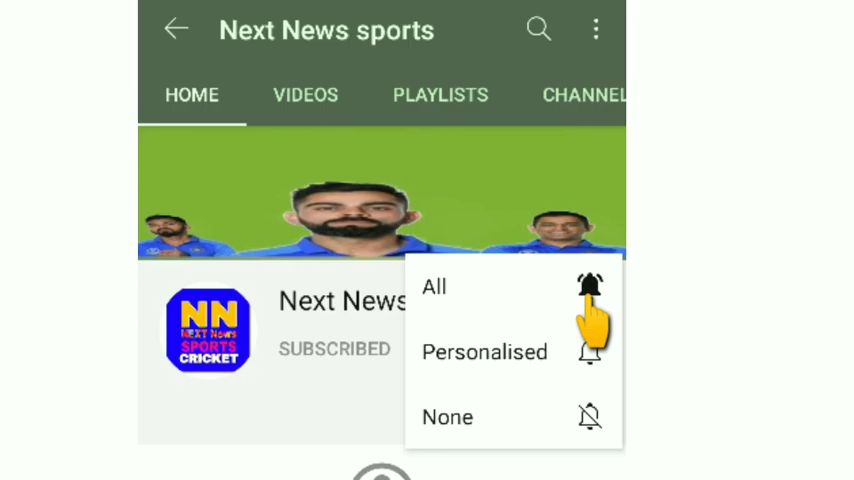 Next News sports
HOME VIDEOS PLAYLISTS CHANNEL
All
Next News
NN
NEXT News
SPORTS
CRICKET
SUBSCRIBED
Personalised
None